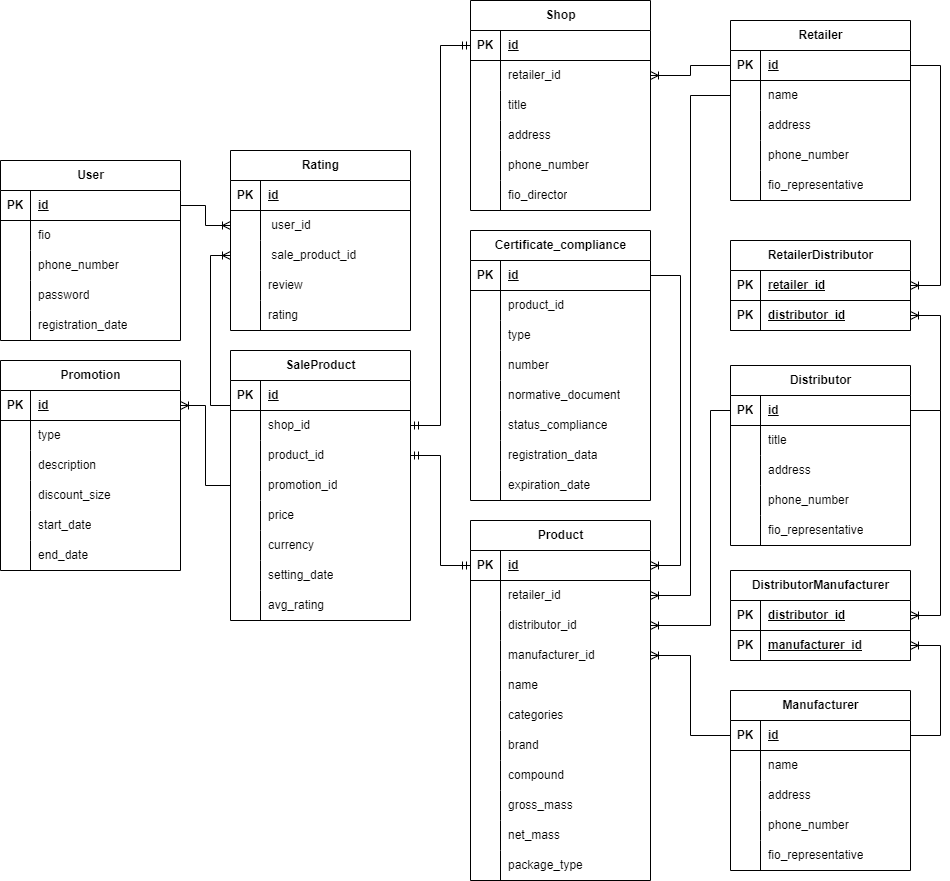 User
PK id
fio
phone_number
password
registration_date
Promotion
PK id
type
description
discount_size
start_date
end_date
Rating
PK id
user_id
sale_product_id
review
rating
SaleProduct
PK id
shop_id
product_id
promotion_id
price
currency
setting_date
avg_rating
Shop
PK id
retailer_id
title
address
phone_number
fio_director
Certificate_compliance
PK id
product_id
type
number
normative_document
status_compliance
registration_data
expiration_date
Product
PK id
retailer_id
distributor_id
manufacturer_id
name
categories
brand
compound
gross_mass
net_mass
package_type
Retailer
PK id
name
address
phone_number
fio_representative
RetailerDistributor
PK retailer_id
PK distributor_id
Distributor
PK id
title
address
phone_number
fio_representative
DistributorManufacturer
PK distributor_id
PK manufacturer_id
Manufacturer
PK id
name
address
phone_number
fio_representative